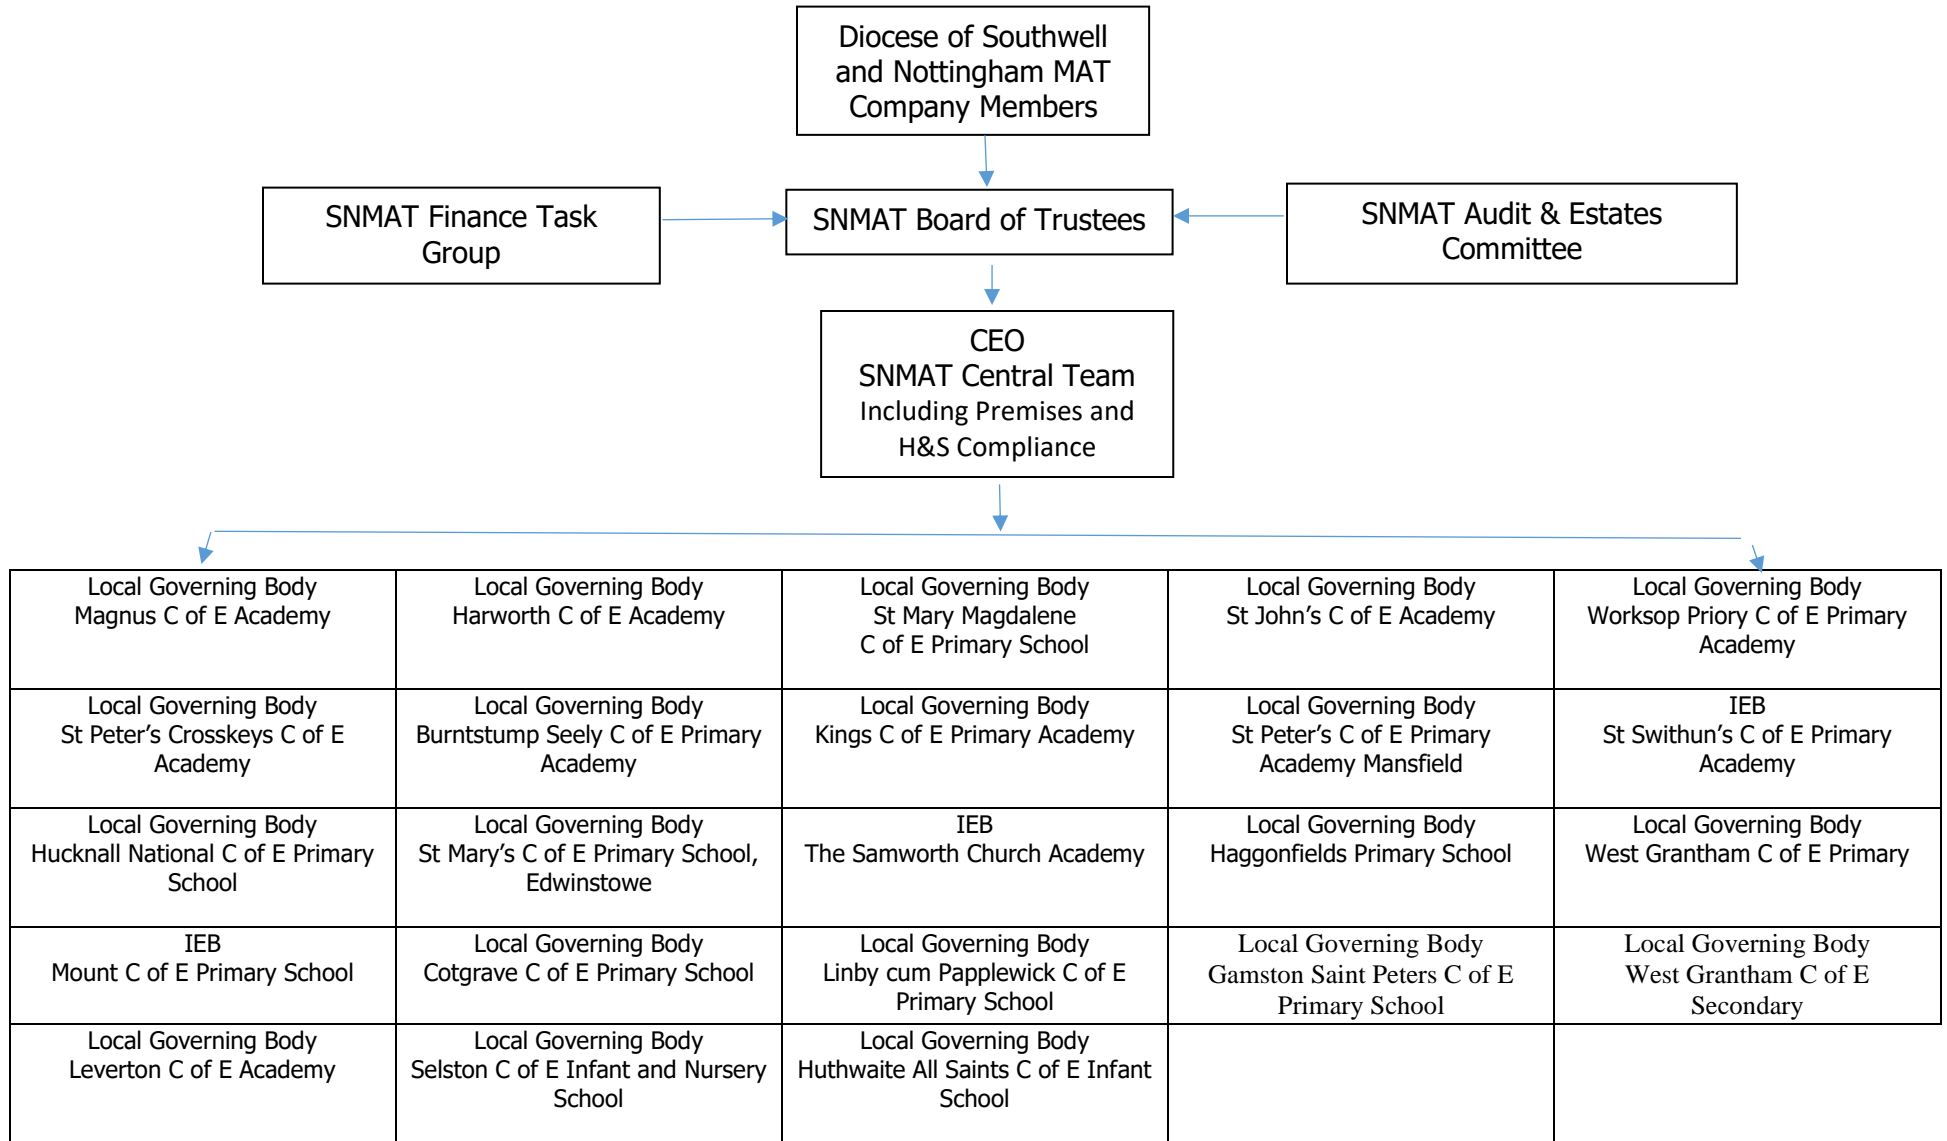 Diocese of Southwell
and Nottingham MAT
Company Members
SNMAT Finance Task
Group
SNMAT Board of Trustees
SNMAT Audit & Estates
Committee
CEO
SNMAT Central Team
Including Premises and
H&S Compliance
Local Governing Body
Magnus C of E Academy
Local Governing Body
Harworth C of E Academy
Local Governing Body
St Mary Magdalene
C of E Primary School
Local Governing Body
St John’s C of E Academy
Local Governing Body
Worksop Priory C of E Primary
Academy
Local Governing Body
St Peter’s Crosskeys C of E
Academy
Local Governing Body
Burntstump Seely C of E Primary
Academy
Local Governing Body
Kings C of E Primary Academy
Local Governing Body
St Peter’s C of E Primary
Academy Mansfield
IEB
St Swithun’s C of E Primary
Academy
Local Governing Body
Hucknall National C of E Primary
School
Local Governing Body
St Mary’s C of E Primary School,
Edwinstowe
IEB
The Samworth Church Academy
Local Governing Body
Haggonfields Primary School
Local Governing Body
West Grantham C of E Primary
IEB
Mount C of E Primary School
Local Governing Body
Cotgrave C of E Primary School
Local Governing Body
Linby cum Papplewick C of E
Primary School
Local Governing Body
Gamston Saint Peters C of E
Primary School
Local Governing Body
West Grantham C of E
Secondary
Local Governing Body
Leverton C of E Academy
Local Governing Body
Selston C of E Infant and Nursery
School
Local Governing Body
Huthwaite All Saints C of E Infant
School